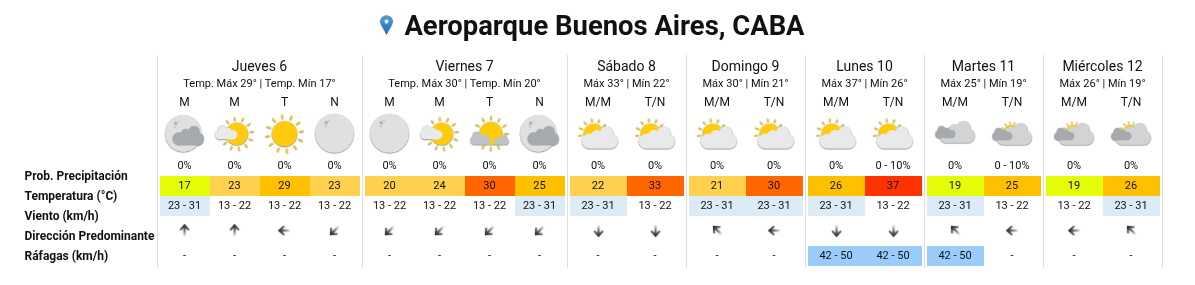 Aeroparque Buenos Aires, CABA
Jueves 6 Viernes 7 Sábado 8 Domingo 9 Lunes 10 Martes 11 Miércoles 12
Temp. Máx 29° | Temp. Mín 17° Temp. Máx 30° | Temp. Mín 20° Máx 33° | Mín 22° Máx 30° | Mín 21° Máx 37° | Mín 26° Máx 25° | Mín 19° Máx 26° | Mín 19°
M M T N M M T N M/M T/N M/M T/N M/M T/N M/M T/N M/M T/N
0% 0% 0% 0% 0% 0% 0% 0% 0% 0% 0% 0% 0% 0 - 10% 0% 0 - 10% 0% 0%
Prob. Precipitación
17 23 29 23 20 24 30 25 22 33 21 30 26 37 19 25 19 26
Temperatura (°C)
23 - 31 13 - 22 13 - 22 13 - 22 13 - 22 13 - 22 13 - 22 23 - 31 23 - 31 13 - 22 23 - 31 23 - 31 23 - 31 13 - 22 23 - 31 13 - 22 13 - 22 23 - 31
Viento (km/h)
Dirección Predominante
Ráfagas (km/h) - - - - - - - - - - - - 42 - 50 42 - 50 42 - 50 - - -